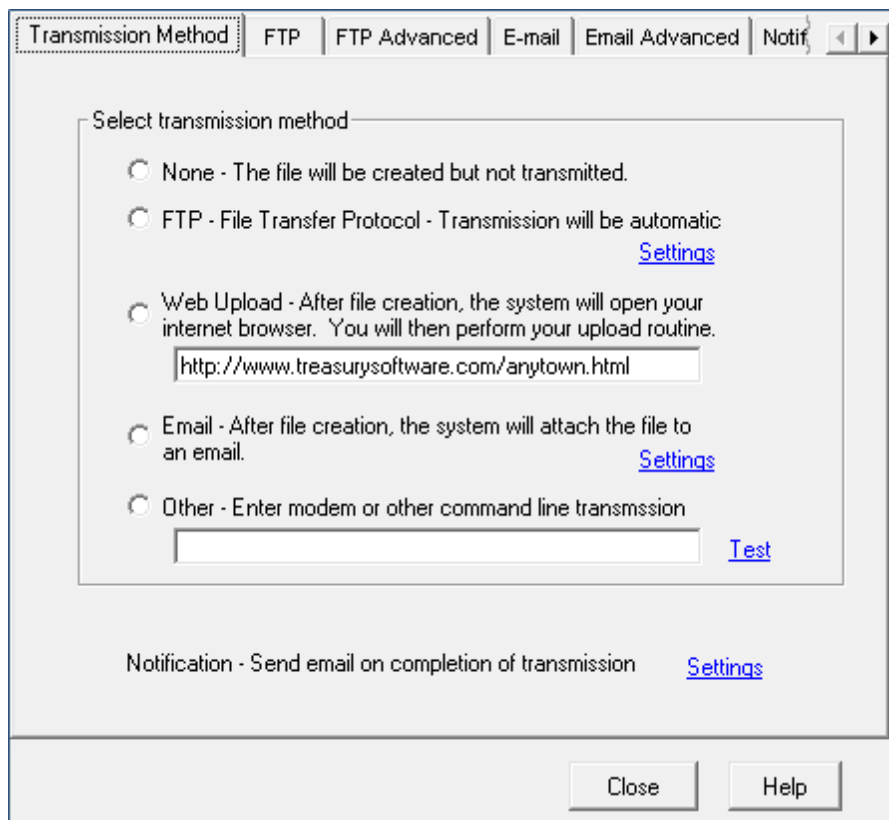 Transmission Method FTP FTP Advanced E-mail Email Advanced Notif
Select transmission method
None - The file will be created but not transmitted.
FTP - File Transfer Protocol - Transmission will be automatic
Settings
Web Upload - After file creation, the system will open your
internet browser.  You will then perform your upload routine.
http://www.treasurysoftware.com/anytown.html
Email - After file creation, the system will attach the file to
an email.
Settings
Other - Enter modem or other command line transmssion
Test
Notification - Send email on completion of transmission Settings
Close Help